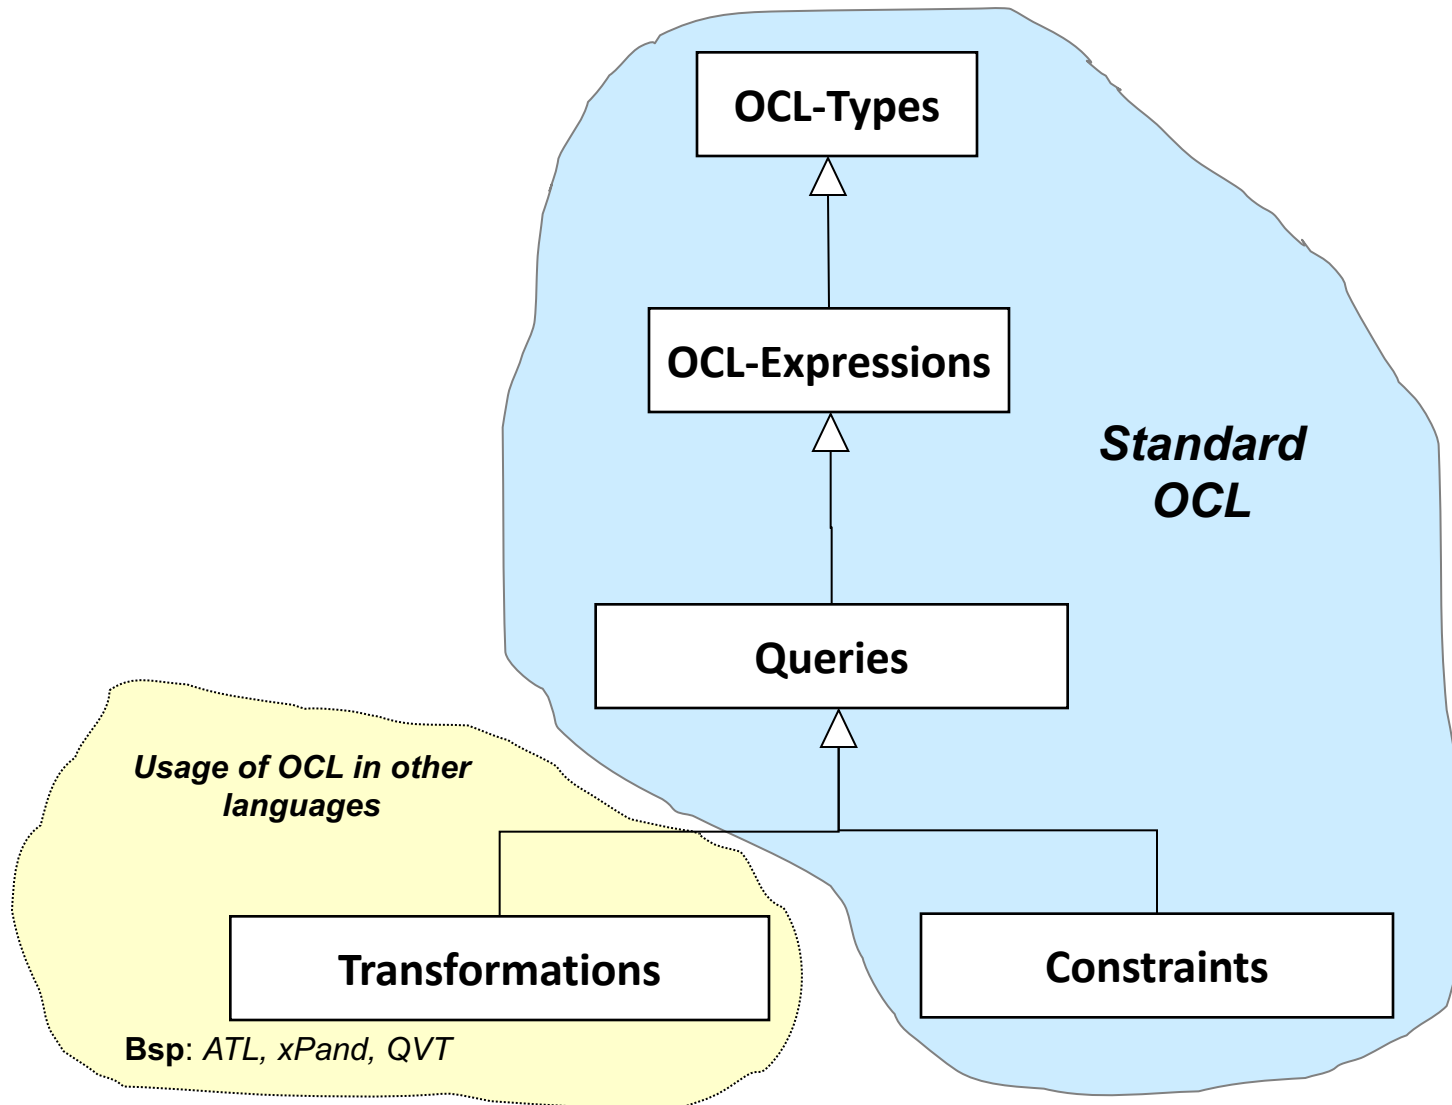 OCL-Types
OCL-Expressions
Standard
OCL
Queries
Usage of OCL in other
languages
Transformations
Constraints
Bsp: ATL, xPand, QVT